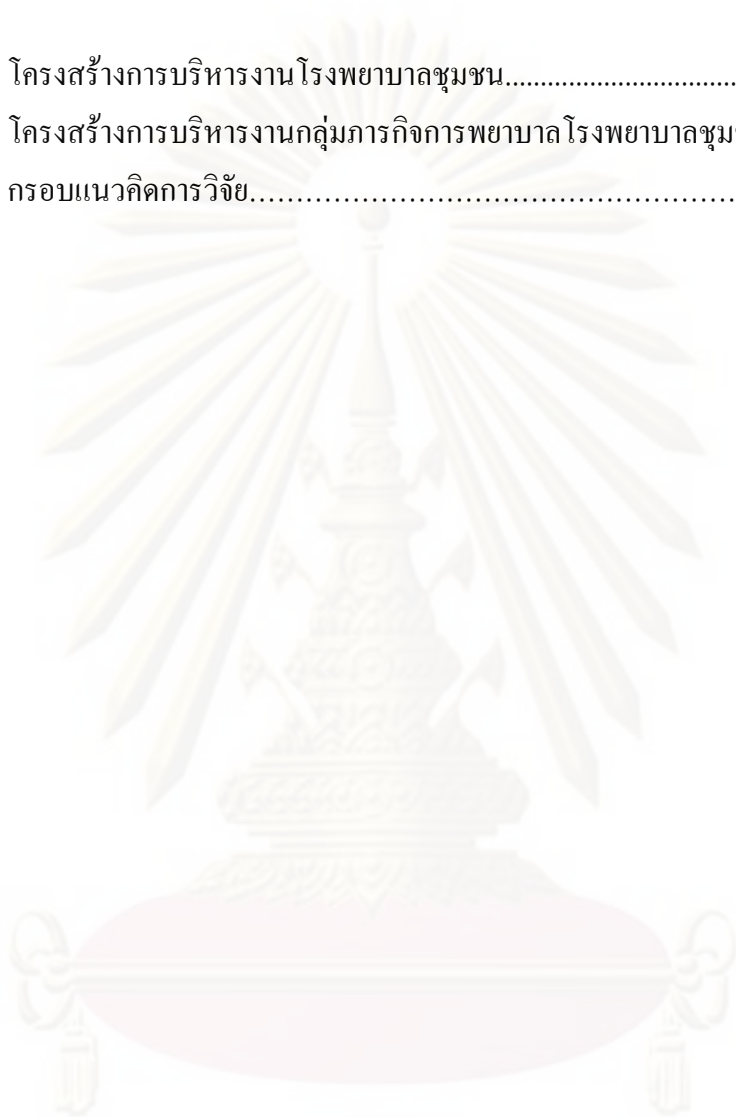 โครงสร้างการบริหารงานโรงพยาบาลชุมชน................................
โครงสร้างการบริหารงานกลุ่มภารกิจการพยาบาลโรงพยาบาลชุมช
กรอบแนวคิดการวิจัย....................................................